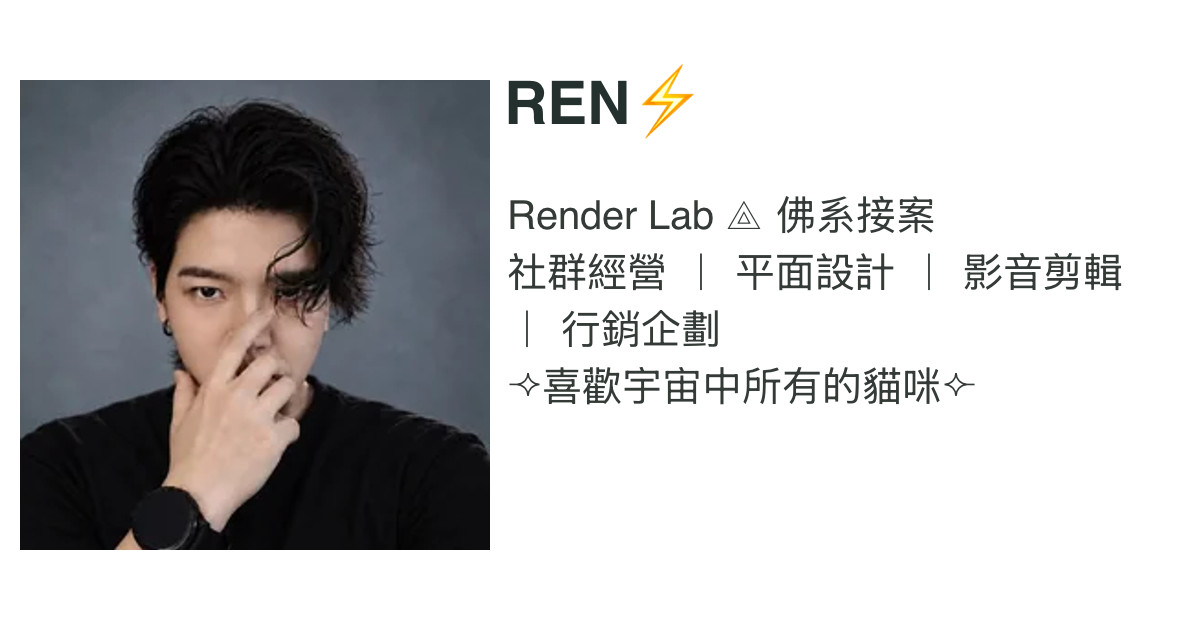 REN⚡
Render Lab ◬ 佛系接案
社群經營 ｜ 平面設計 ｜ 影音剪輯
｜ 行銷企劃
✧喜歡宇宙中所有的貓咪✧